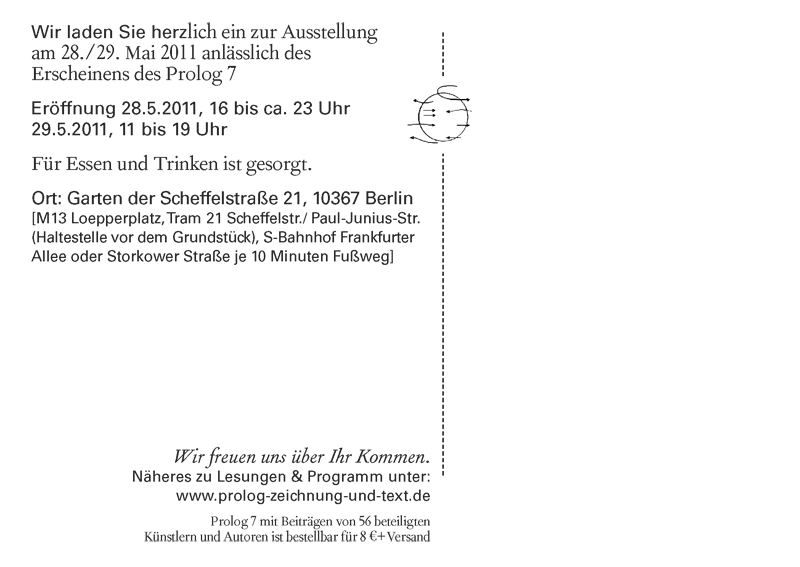 Wir laden Sie herzlich ein zur Ausstellung
am 28./29. Mai 2011 anlässlich des
Erscheinens des Prolog 7
Eröffnung 28.5.2011, 16 bis ca. 23 Uhr
29.5.2011, 11 bis 19 Uhr
Für Essen und Trinken ist gesorgt.
Ort: Garten der Scheffelstraße 21, 10367 Berlin
[M13 Loepperplatz, Tram 21 Scheffelstr./ Paul-Junius-Str.
(Haltestelle vor dem Grundstück), S-Bahnhof Frankfurter
Allee oder Storkower Straße je 10 Minuten Fußweg]
Wir freuen uns über Ihr Kommen.
Näheres zu Lesungen & Programm unter:
www.prolog-zeichnung-und-text.de
Prolog 7 mit Beiträgen von 56 beteiligten
Künstlern und Autoren ist bestellbar für 8 €+Versand